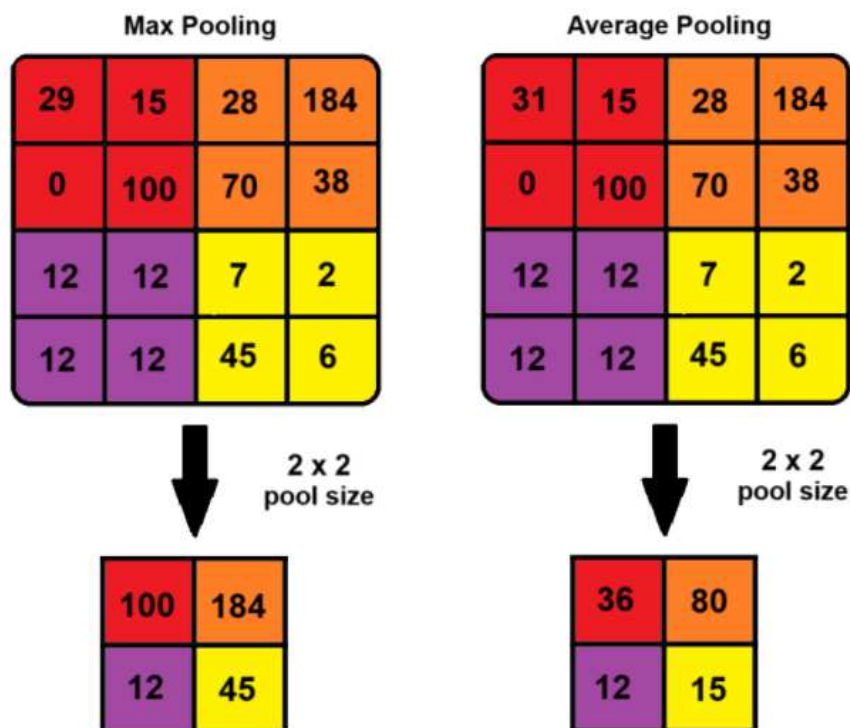 Max Pooling
29 15 28 184
0 100 70 38
12 12 7 2
12 12 45 6
2 x 2
pool size
100 184
12 45
Average Pooling
31 15 28 184
0 100 70 38
12 12 7 2
12 12 45 6
2 x 2
pool size
36 80
12 15